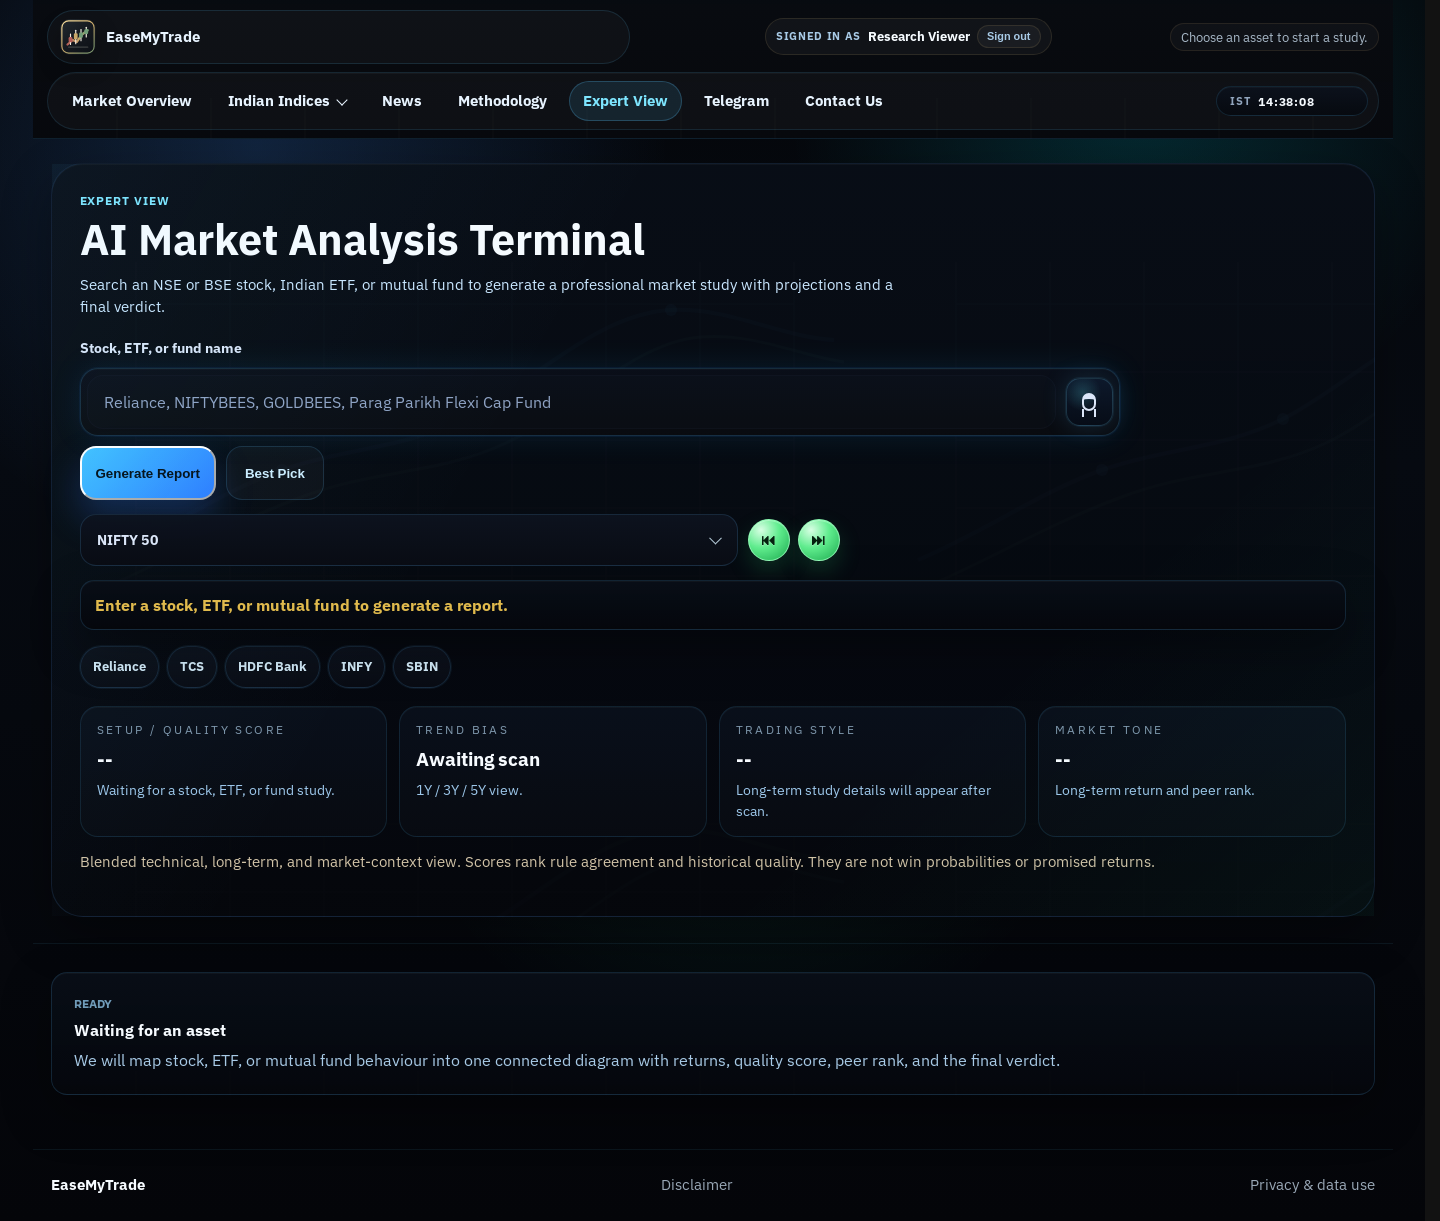 EaseMyTrade
SIGNED IN AS Research Viewer Sign out
Choose an asset to start a study.
Market Overview
Indian Indices
News
Methodology
Expert View
Telegram
Contact Us
IST 14:38:08
EXPERT VIEW
AI Market Analysis Terminal
Search an NSE or BSE stock, Indian ETF, or mutual fund to generate a professional market study with projections and a
final verdict.
Stock, ETF, or fund name
Reliance, NIFTYBEES, GOLDBEES, Parag Parikh Flexi Cap Fund
Generate Report
Best Pick
NIFTY 50
Enter a stock, ETF, or mutual fund to generate a report.
Reliance
TCS
HDFC Bank
INFY
SBIN
SETUP / QUALITY SCORE
--
Waiting for a stock, ETF, or fund study.
TREND BIAS
Awaiting scan
1Y / 3Y / 5Y view.
TRADING STYLE
--
Long-term study details will appear after
scan.
MARKET TONE
--
Long-term return and peer rank.
Blended technical, long-term, and market-context view. Scores rank rule agreement and historical quality. They are not win probabilities or promised returns.
READY
Waiting for an asset
We will map stock, ETF, or mutual fund behaviour into one connected diagram with returns, quality score, peer rank, and the final verdict.
EaseMyTrade
Disclaimer
Privacy & data use